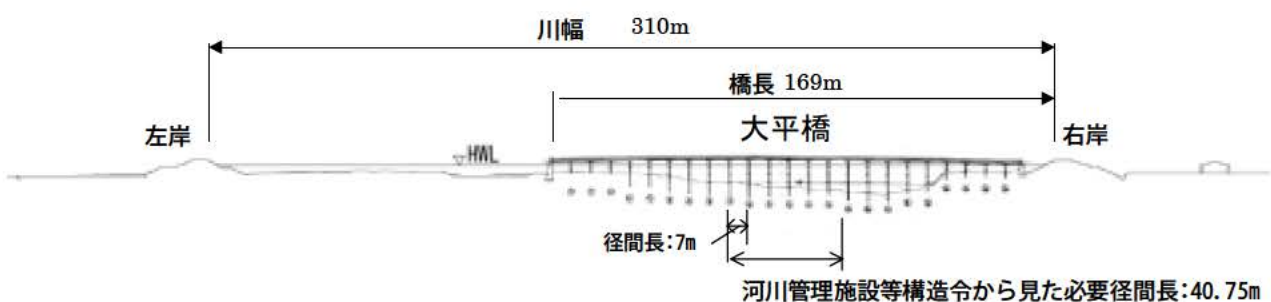 川幅 310m
橋長 169m
大平橋
左岸
右岸
HWL
径間長:7m
河川管理施設等構造令から見た必要径間長:40.75m